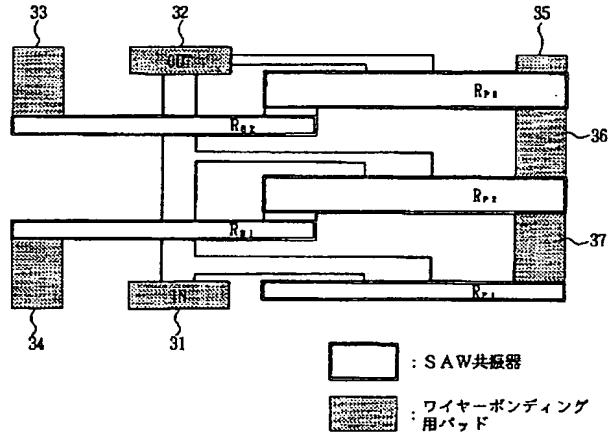 33
32
35
OUT
RP3
36
RS2
RP2
RS1
37
IN
RP1
34
31
:SAW共振器
:ワイヤーボンディング
用パッド